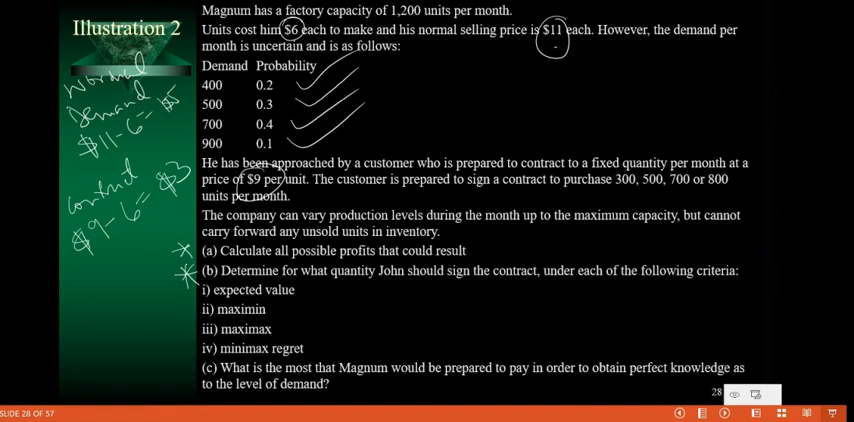 Illustration 2
Magnum has a factory capacity of 1,200 units per month.
Units cost him $6 each to make and his normal selling price is $11 each. However, the demand per
month is uncertain and is as follows:
Demand Probability
400 0.2
500 0.3
700 0.4
900 0.1
He has been approached by a customer who is prepared to contract to a fixed quantity per month at a
price of $9 per unit. The customer is prepared to sign a contract to purchase 300, 500, 700 or 800
units per month.
The company can vary production levels during the month up to the maximum capacity, but cannot
carry forward any unsold units in inventory.
(a) Calculate all possible profits that could result
(b) Determine for what quantity John should sign the contract, under each of the following criteria:
i) expected value
ii) maximin
iii) maximax
iv) minimax regret
(c) What is the most that Magnum would be prepared to pay in order to obtain perfect knowledge as
to the level of demand?
Normal
Demand
$11-6= $5
Contract
$9-6= $3
28
SLIDE 28 OF 57